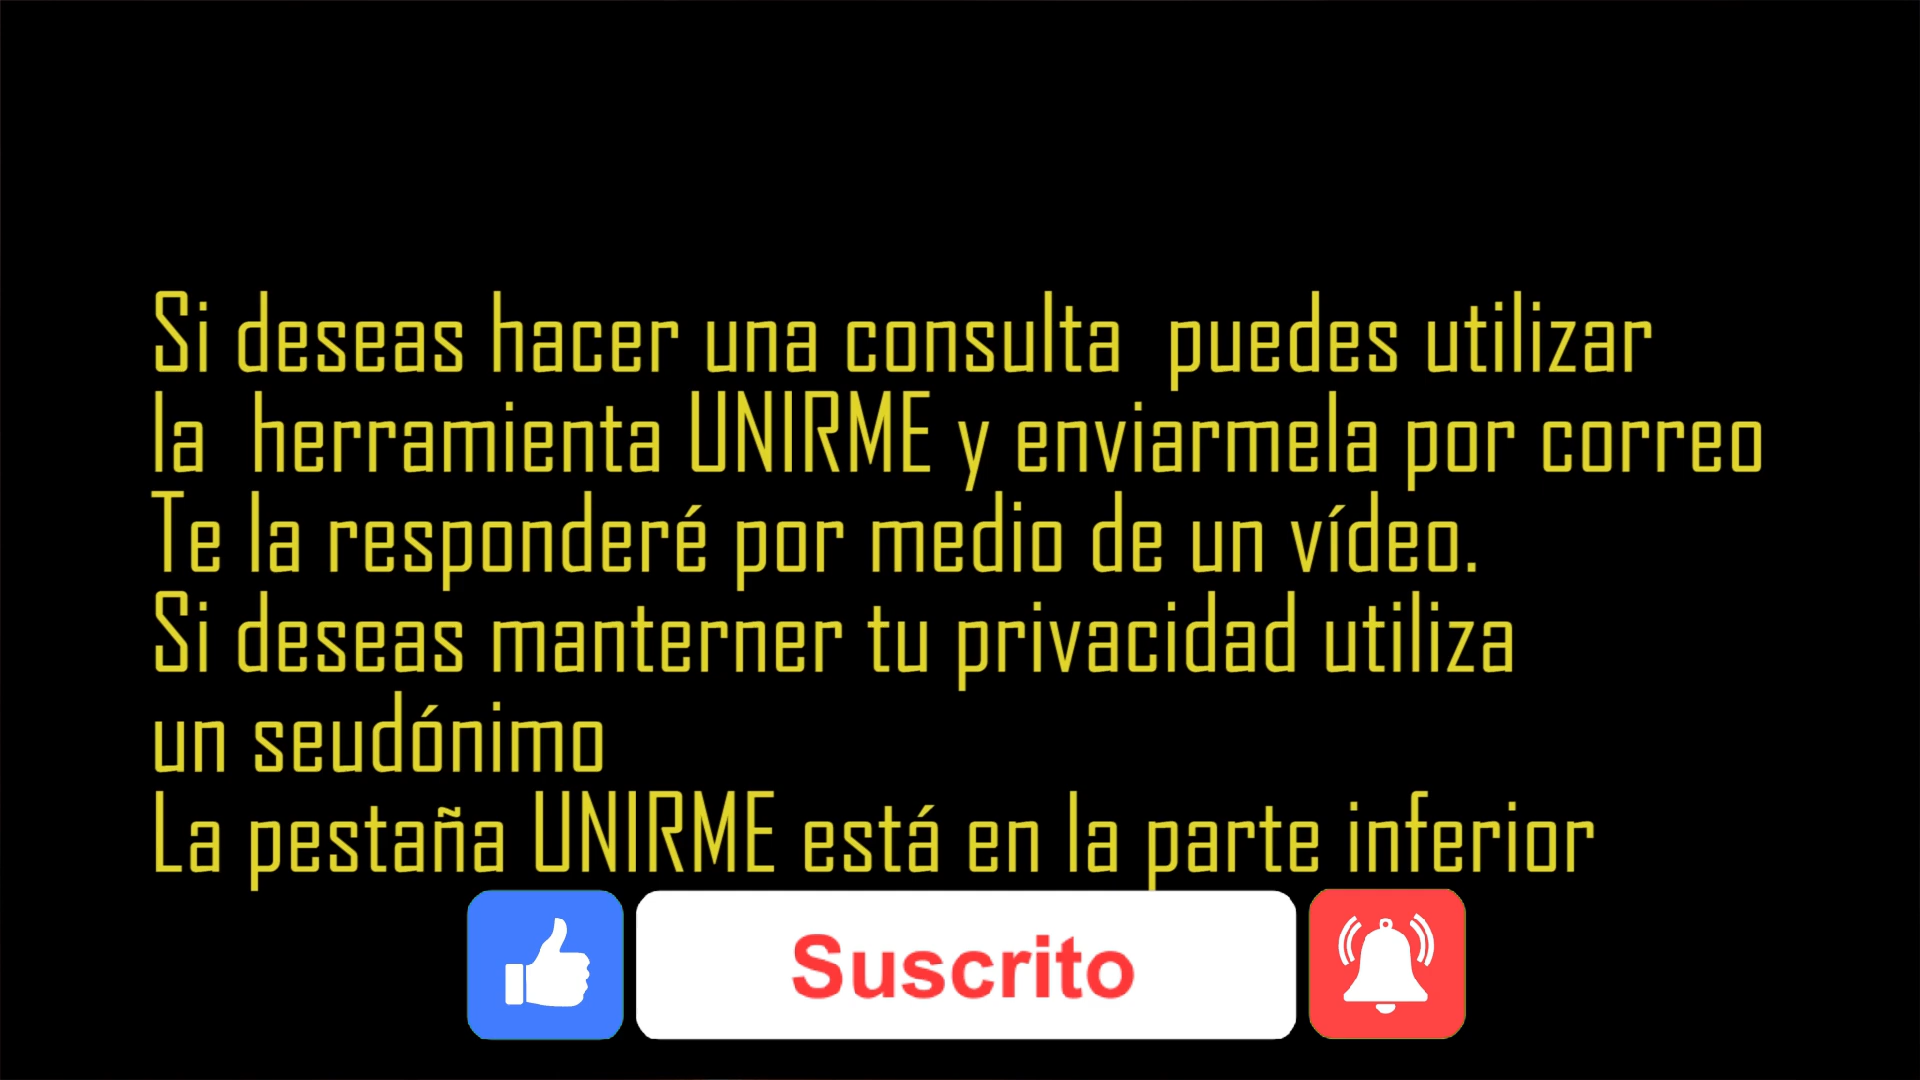 Si deseas hacer una consulta puedes utilizar
la herramienta UNIRME y enviarmela por correo
Te la responderé por medio de un vídeo.
Si deseas manterner tu privacidad utiliza
un seudónimo
La pestaña UNIRME está en la parte inferior
Suscrito